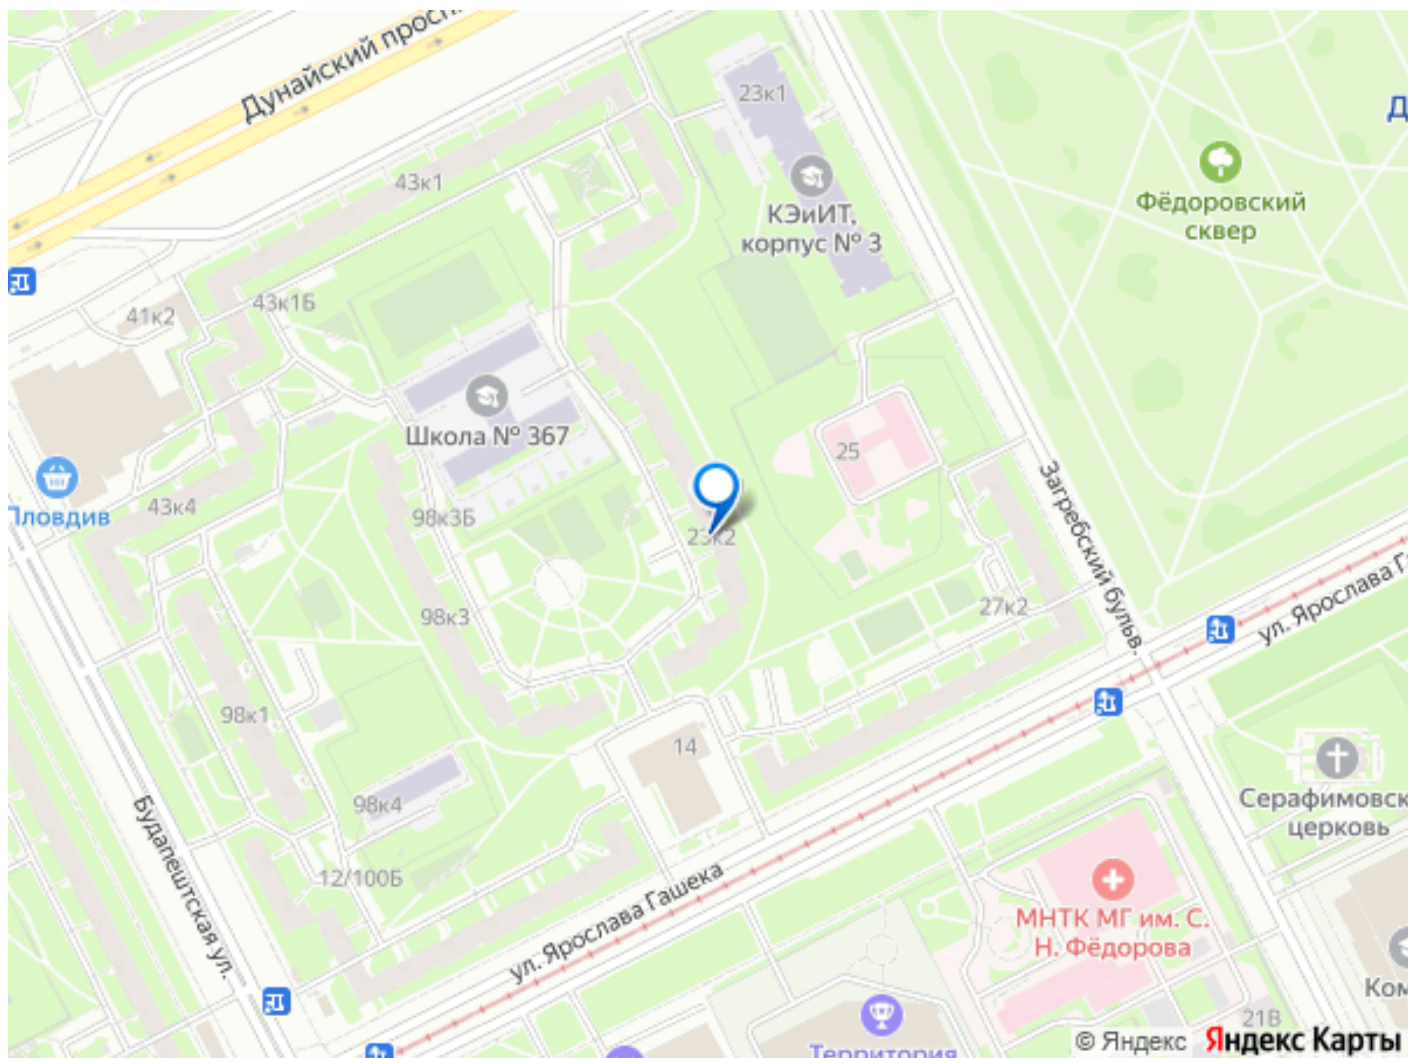 Дунайский просп.
23к1
Д
КЭиИТ,
корпус № 3
Фёдоровский
сквер
43к1
43к1Б
41к2
Школа № 367
25
Загребский бульв.
Пловдив
43к4
98к3Б
23к2
98к3
27к2
ул. Ярослава Г
98к1
14
98к4
Серафимовск
церковь
Будапештская ул.
12/100Б
ул. Ярослава Гашека
МНТК МГ им. С.
Н. Фёдорова
Ком
21В
Территория
© Яндекс Яндекс Карты